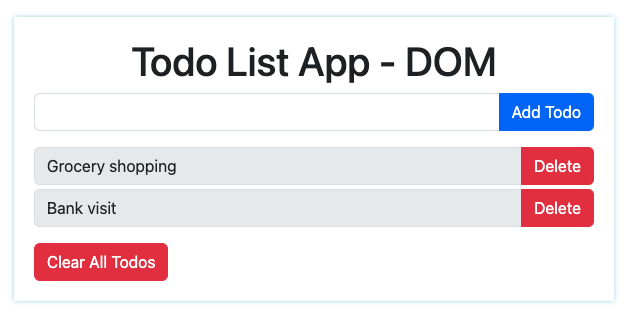 Todo List App - DOM
Add Todo
Grocery shopping Delete
Bank visit Delete
Clear All Todos